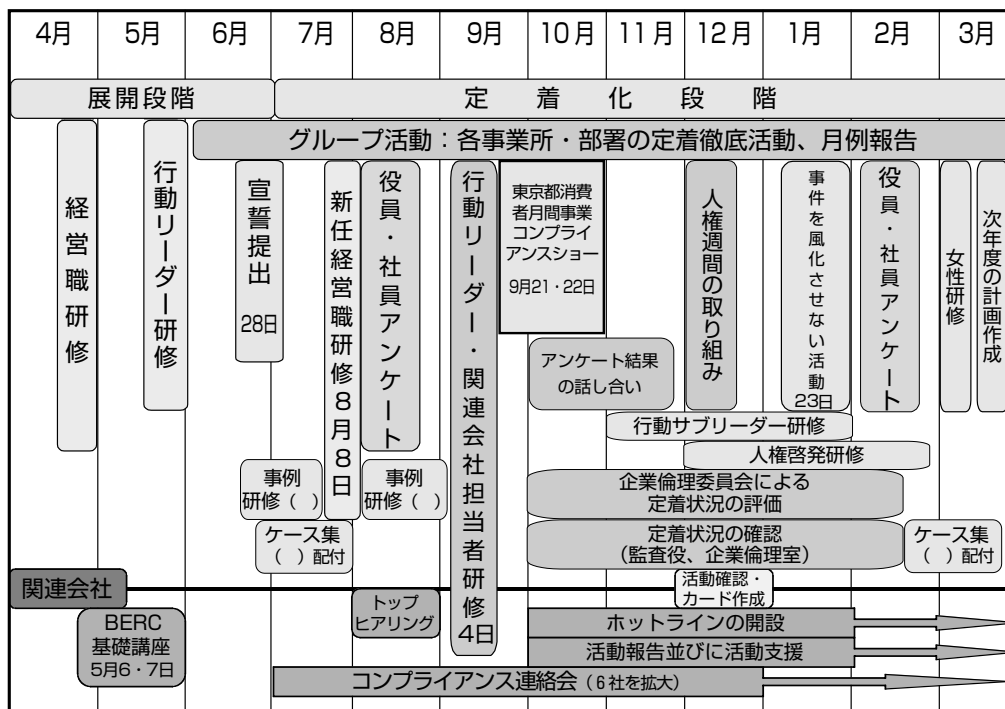 4月 5月 6月 7月 8月 9月 10月 11月 12月 1月 2月 3月
展開段階
定着化段階
グループ活動：各事業所・部署の定着徹底活動、月例報告
経営職研修
行動リーダー研修
宣誓提出
28日
新任経営職研修8月8日
役員・社員アンケート
行動リーダー・関連会社担当者研修
4日
東京都消費
者月間事業
コンプライ
アンスショー
9月21・22日
アンケート結果
の話し合い
人権週間の取り組み
事件を風化させない活動
23日
役員・社員アンケート
女性研修
次年度の計画作成
行動サブリーダー研修
人権啓発研修
事例
研修（ ）
事例
研修（ ）
企業倫理委員会による
定着状況の評価
ケース集
（ ）配付
定着状況の確認
（監査役、企業倫理室）
ケース集
（ ）配付
関連会社
活動確認・
カード作成
BERC
基礎講座
5月6・7日
トップ
ヒアリング
ホットラインの開設
活動報告並びに活動支援
コンプライアンス連絡会（6社を拡大）